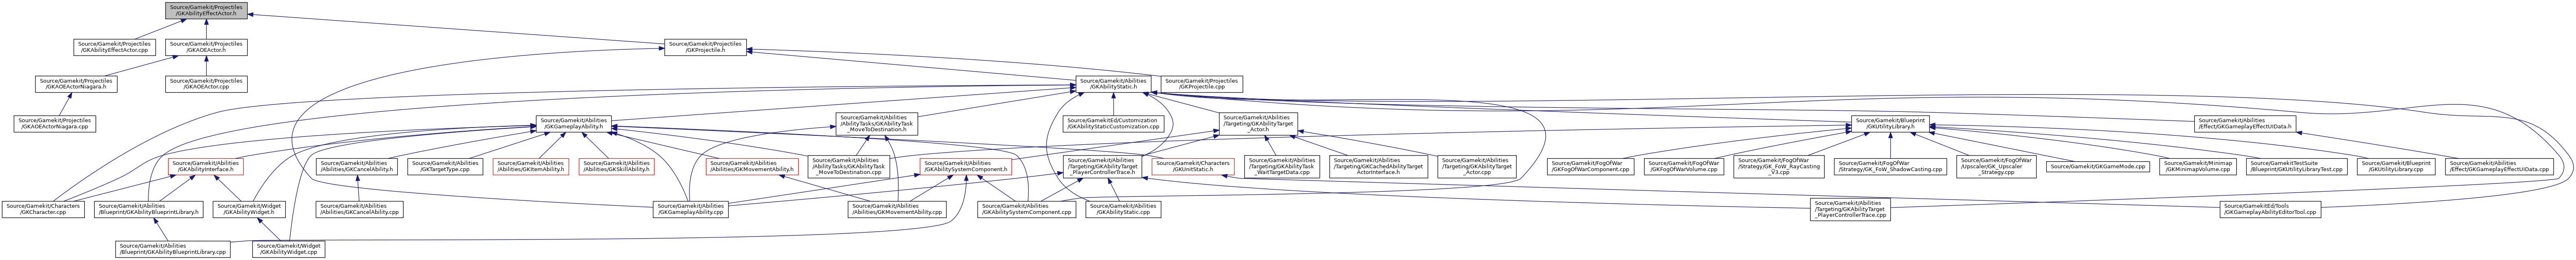 Source/Gamekit/Projectiles
/GKAbilityEffectActor.h
Source/Gamekit/Projectiles
/GKAbilityEffectActor.cpp
Source/Gamekit/Projectiles
/GKAOEActor.h
Source/Gamekit/Projectiles
/GKProjectile.h
Source/Gamekit/Projectiles
/GKAOEActorNiagara.h
Source/Gamekit/Projectiles
/GKAOEActor.cpp
Source/Gamekit/Abilities
/GKAbilityStatic.h
Source/Gamekit/Projectiles
/GKProjectile.cpp
Source/Gamekit/Projectiles
/GKAOEActorNiagara.cpp
Source/Gamekit/Abilities
/GKGameplayAbility.h
Source/Gamekit/Abilities
/AbilityTasks/GKAbilityTask
_MoveToDestination.h
Source/GamekitEd/Customization
/GKAbilityStaticCustomization.cpp
Source/Gamekit/Abilities
/Targeting/GKAbilityTarget
_Actor.h
Source/Gamekit/Blueprint
/GKUtilityLibrary.h
Source/Gamekit/Abilities
/Effect/GKGameplayEffectUIData.h
Source/Gamekit/Abilities
/GKAbilityInterface.h
Source/Gamekit/Abilities
/Abilities/GKCancelAbility.h
Source/Gamekit/Abilities
/GKTargetType.cpp
Source/Gamekit/Abilities
/Abilities/GKItemAbility.h
Source/Gamekit/Abilities
/Abilities/GKSkillAbility.h
Source/Gamekit/Abilities
/Abilities/GKMovementAbility.h
Source/Gamekit/Abilities
/AbilityTasks/GKAbilityTask
_MoveToDestination.cpp
Source/Gamekit/Abilities
/GKAbilitySystemComponent.h
Source/Gamekit/Abilities
/Targeting/GKAbilityTarget
_PlayerControllerTrace.h
Source/Gamekit/Characters
/GKUnitStatic.h
Source/Gamekit/Abilities
/Targeting/GKAbilityTask
_WaitTargetData.cpp
Source/Gamekit/Abilities
/Targeting/GKCachedAbilityTarget
ActorInterface.h
Source/Gamekit/Abilities
/Targeting/GKAbilityTarget
_Actor.cpp
Source/Gamekit/FogOfWar
/GKFogOfWarComponent.cpp
Source/Gamekit/FogOfWar
/GKFogOfWarVolume.cpp
Source/Gamekit/FogOfWar
/Strategy/GK_FoW_RayCasting
_V3.cpp
Source/Gamekit/FogOfWar
/Strategy/GK_FoW_ShadowCasting.cpp
Source/Gamekit/FogOfWar
/Upscaler/GK_Upscaler
_Strategy.cpp
Source/Gamekit/GKGameMode.cpp
Source/Gamekit/Minimap
/GKMinimapVolume.cpp
Source/GamekitTestSuite
/Blueprint/GKUtilityLibraryTest.cpp
Source/Gamekit/Blueprint
/GKUtilityLibrary.cpp
Source/Gamekit/Abilities
/Effect/GKGameplayEffectUIData.cpp
Source/Gamekit/Characters
/GKCharacter.cpp
Source/Gamekit/Abilities
/Blueprint/GKAbilityBlueprintLibrary.h
Source/Gamekit/Widget
/GKAbilityWidget.h
Source/Gamekit/Abilities
/Abilities/GKCancelAbility.cpp
Source/Gamekit/Abilities
/GKGameplayAbility.cpp
Source/Gamekit/Abilities
/Abilities/GKMovementAbility.cpp
Source/Gamekit/Abilities
/GKAbilitySystemComponent.cpp
Source/Gamekit/Abilities
/GKAbilityStatic.cpp
Source/Gamekit/Abilities
/Targeting/GKAbilityTarget
_PlayerControllerTrace.cpp
Source/GamekitEd/Tools
/GKGameplayAbilityEditorTool.cpp
Source/Gamekit/Abilities
/Blueprint/GKAbilityBlueprintLibrary.cpp
Source/Gamekit/Widget
/GKAbilityWidget.cpp